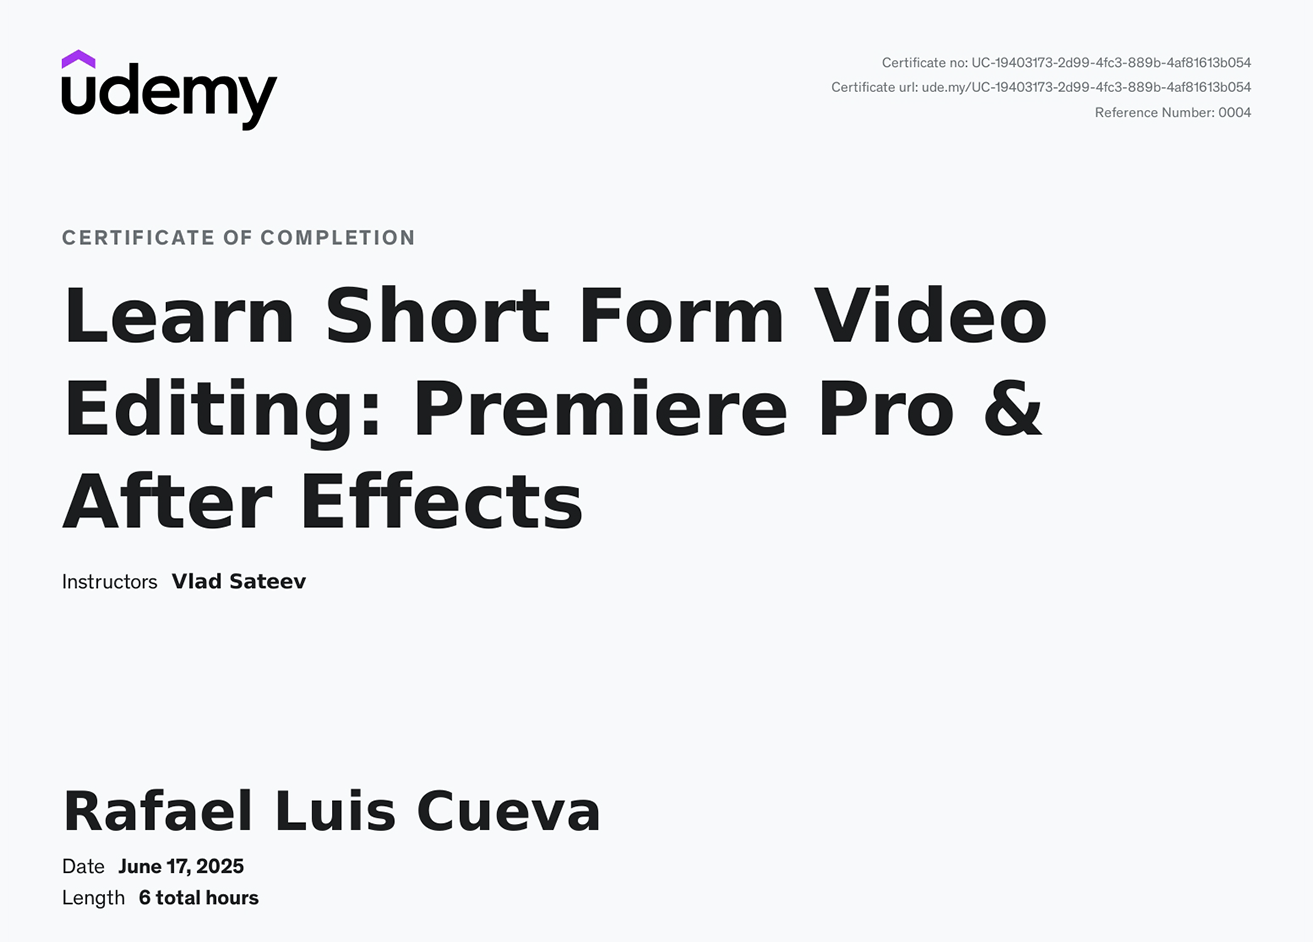 udemy
Certificate no: UC-19403173-2d99-4fc3-889b-4af81613b054
Certificate url: ude.my/UC-19403173-2d99-4fc3-889b-4af81613b054
Reference Number: 0004
CERTIFICATE OF COMPLETION
Learn Short Form Video
Editing: Premiere Pro &
After Effects
Instructors Vlad Sateev
Rafael Luis Cueva
Date June 17, 2025
Length 6 total hours